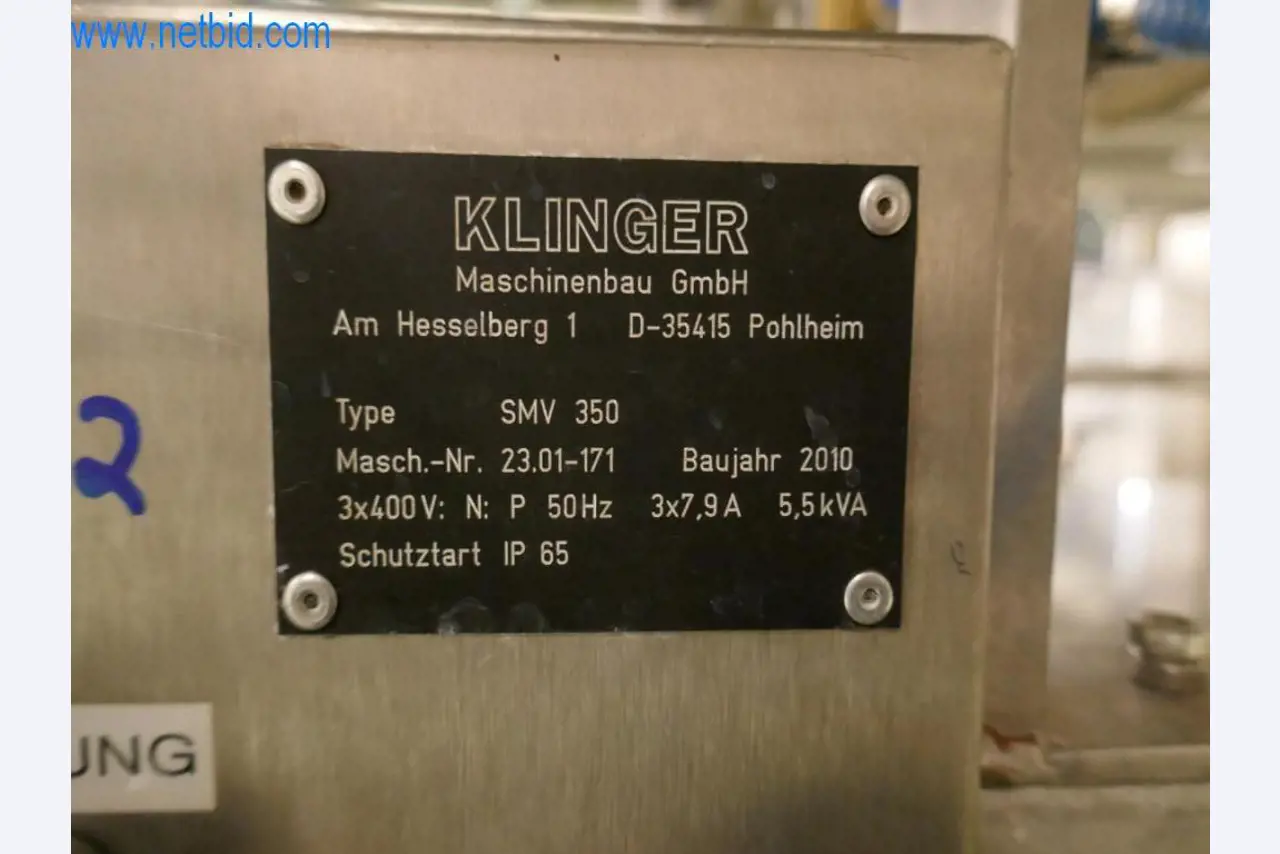 www.netbid.com
KLINGER
Maschinenbau GmbH
Am Hesselberg 1 D-35415 Pohlheim
Type SMV 350
Masch.-Nr. 23.01-171 Baujahr 2010
3x400V: N: P 50Hz 3x7,9A 5,5kVA
Schutztart IP 65
2
UNG